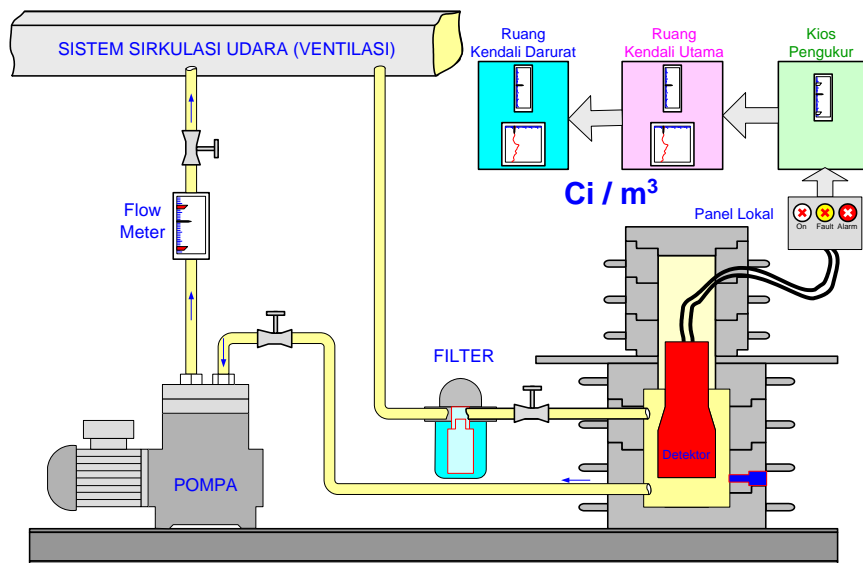 SISTEM SIRKULASI UDARA (VENTILASI)
Ruang
Kendali Darurat
Ruang
Kendali Utama
Kios
Pengukur
Ci / m³
Flow
Meter
Panel Lokal
On Fault Alarm
FILTER
Detektor
POMPA